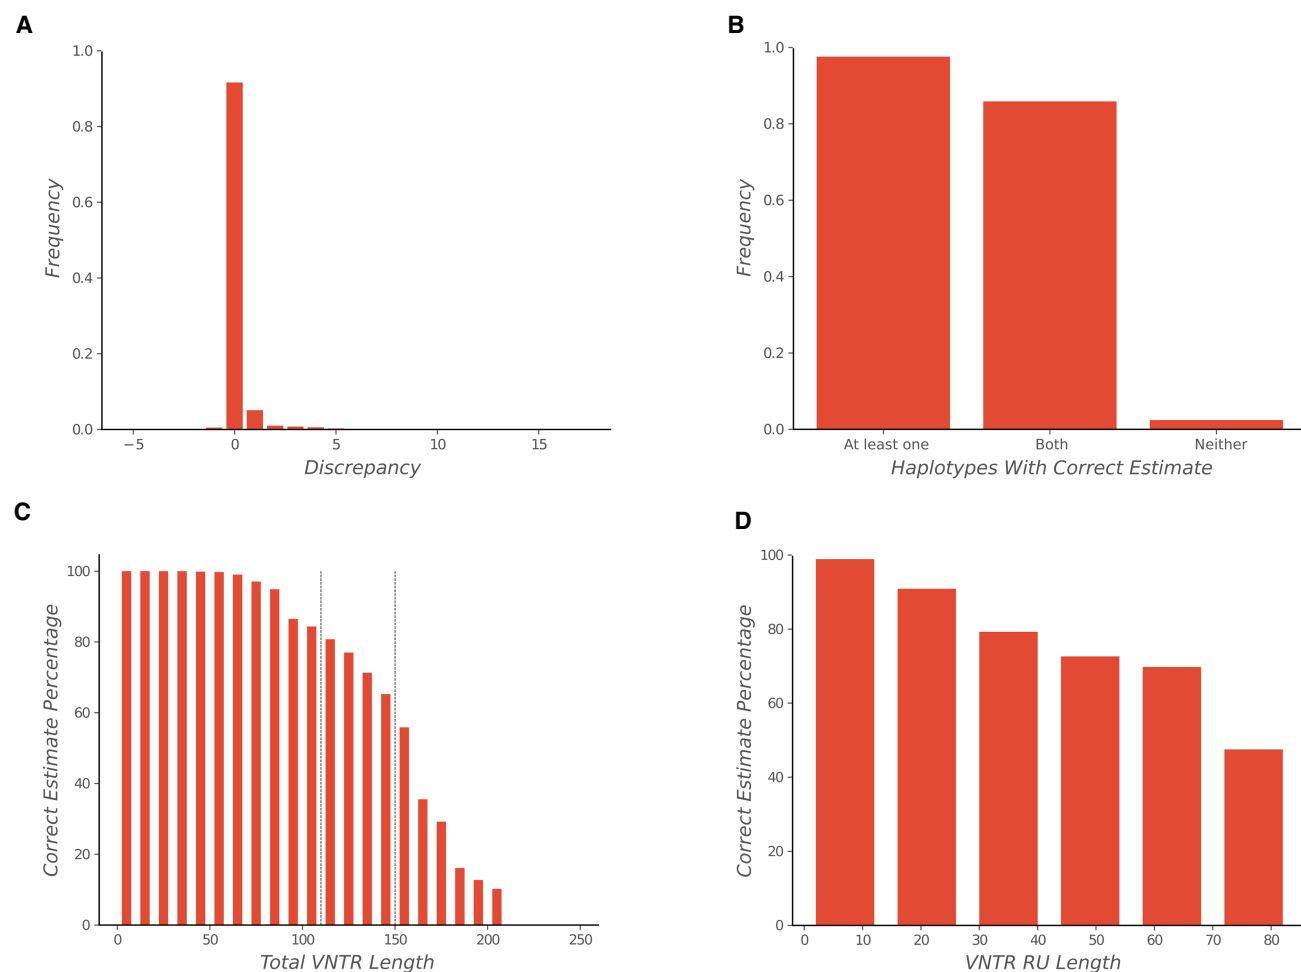 A
1.0
0.8
0.6
0.4
0.2
0.0
Frequency
−5 0 5 10 15
Discrepancy
B
1.0
0.8
0.6
0.4
0.2
0.0
Frequency
At least one Both Neither
Haplotypes With Correct Estimate
C
100
80
60
40
20
0
Correct Estimate Percentage
0 50 100 150 200 250
Total VNTR Length
D
100
80
60
40
20
0
Correct Estimate Percentage
0 10 20 30 40 50 60 70 80
VNTR RU Length